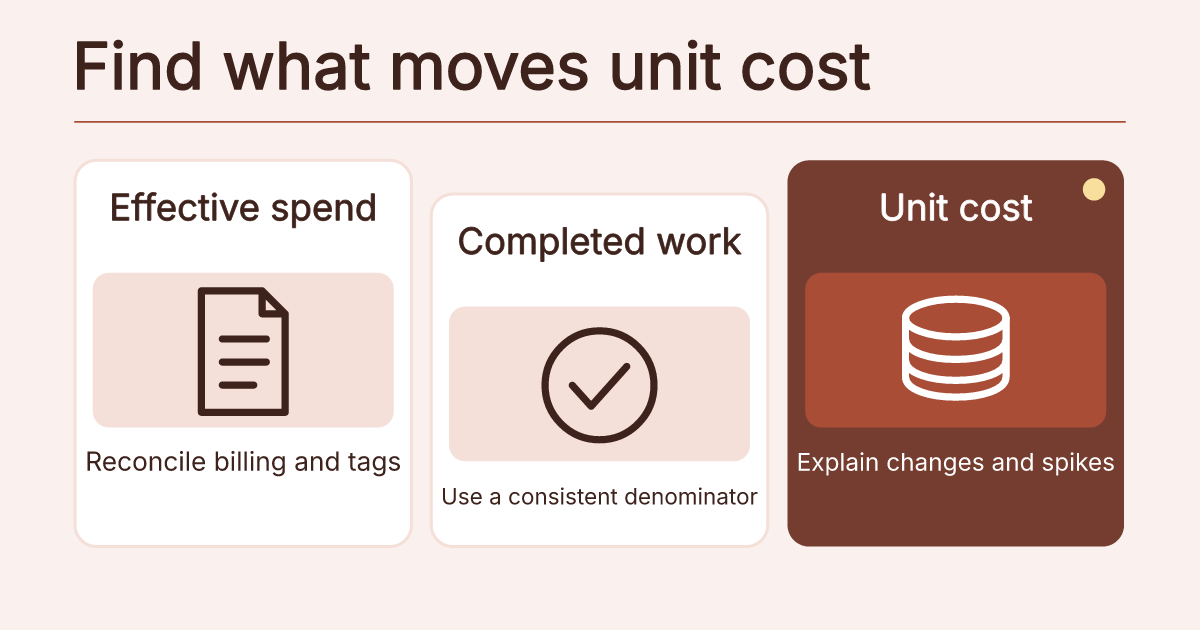 Find what moves unit cost
Effective spend
Reconcile billing and tags
Completed work
Use a consistent denominator
Unit cost
Explain changes and spikes